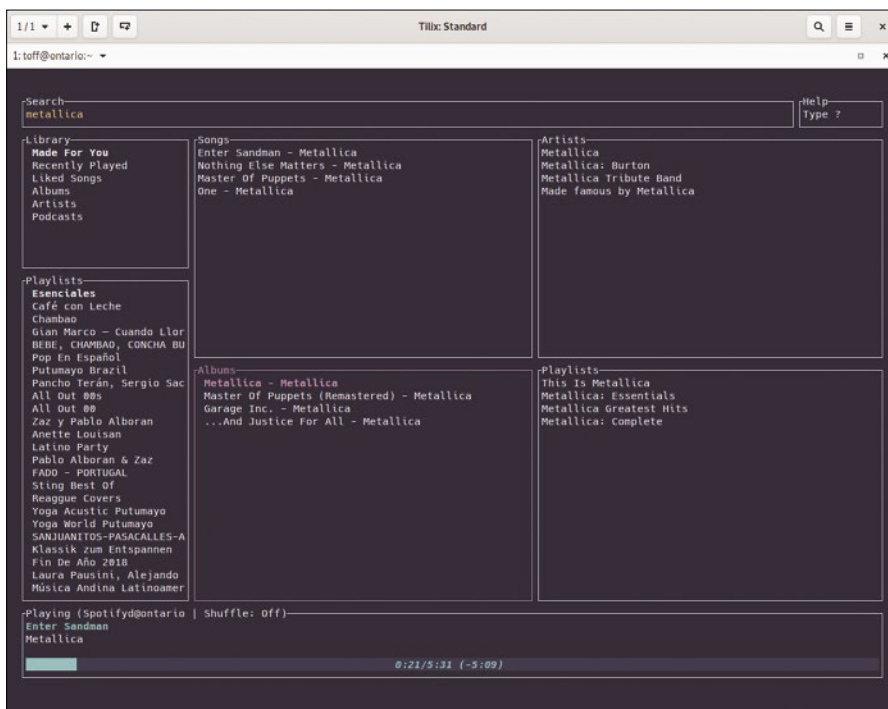 1/1
Tilix: Standard
1: toff@ontario:~
Search
metallica
Help
Type ?
Library
Made For You
Recently Played
Liked Songs
Albums
Artists
Podcasts
Songs
Enter Sandman - Metallica
Nothing Else Matters - Metallica
Master Of Puppets - Metallica
One - Metallica
Artists
Metallica
Metallica: Burton
Metallica Tribute Band
Made famous by Metallica
Playlists
Esenciales
Café con Leche
Chambao
Gian Marco – Cuando Llor
BEBE, CHAMBAO, CONCHA BU
Pop En Español
Putumayo Brazil
Pancho Terán, Sergio Sac
All Out 00s
All Out 00
Zaz y Pablo Alboran
Anette Louisan
Latino Party
Pablo Alboran & Zaz
FADO - PORTUGAL
Sting Best Of
Reaggue Covers
Yoga Acustic Putumayo
Yoga World Putumayo
SANJUANITOS-PASACALLES-A
Klassik zum Entspannen
Fin De Año 2018
Laura Pausini, Alejando
Música Andina Latinoamer
Albums
Metallica - Metallica
Master Of Puppets (Remastered) - Metallica
Garage Inc. - Metallica
...And Justice For All - Metallica
Playlists
This Is Metallica
Metallica: Essentials
Metallica Greatest Hits
Metallica: Complete
Playing (Spotifyd@ontario | Shuffle: Off)
Enter Sandman
Metallica
0:21/5:31 (-5:09)